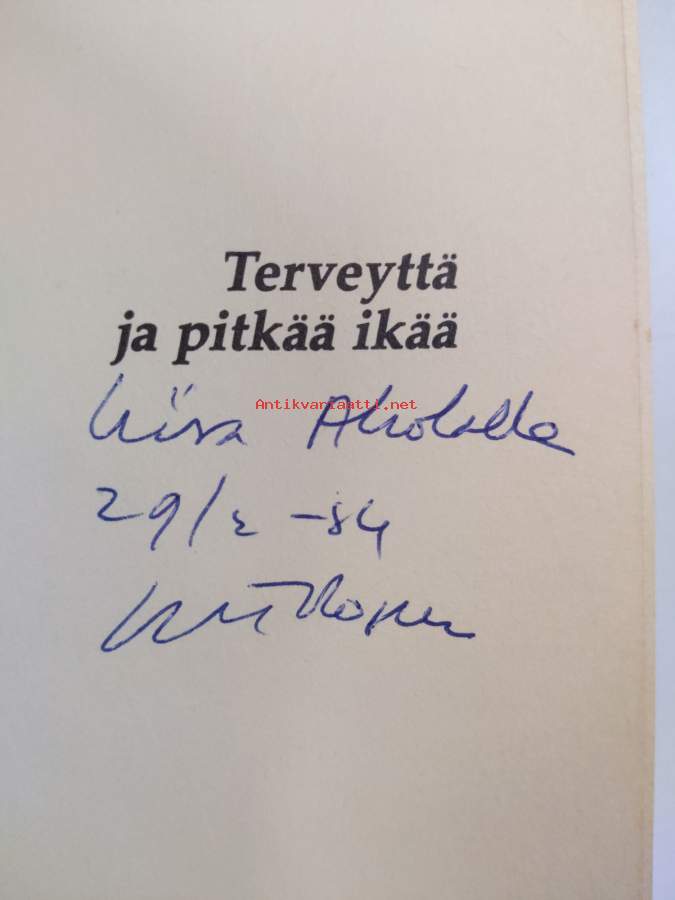 Terveyttä
ja pitkää ikää
Antikvariaatti.net
Liisa Aholalle
29/2 -84